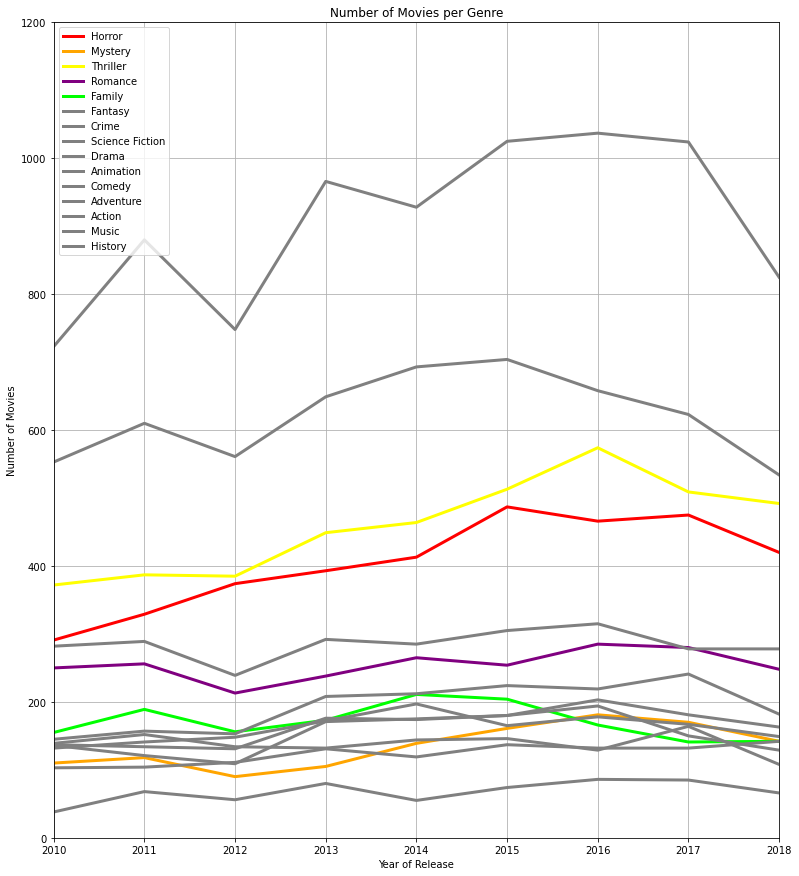 Number of Movies per Genre
1200
1000
800
600
400
200
0
Number of Movies
Horror
Mystery
Thriller
Romance
Family
Fantasy
Crime
Science Fiction
Drama
Animation
Comedy
Adventure
Action
Music
History
2010 2011 2012 2013 2014 2015 2016 2017 2018
Year of Release